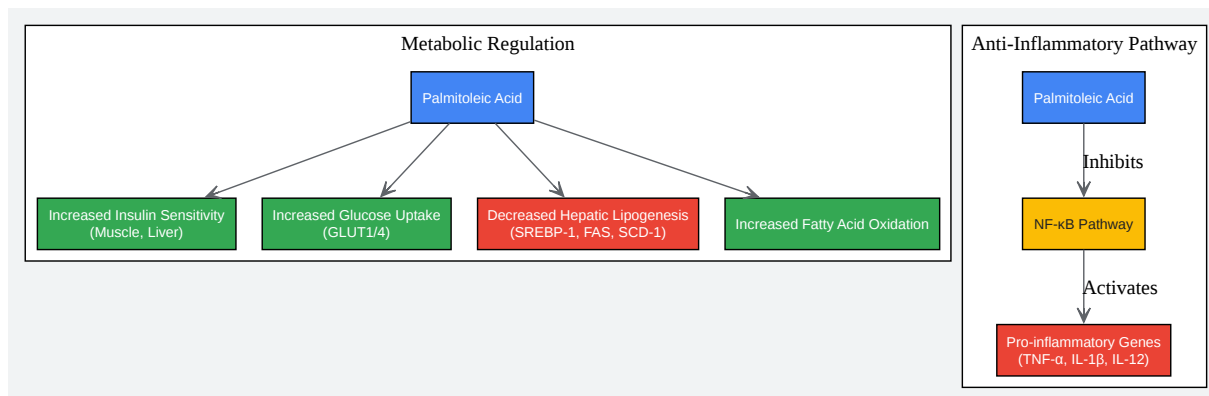 Metabolic Regulation
Palmitoleic Acid
Increased Insulin Sensitivity
(Muscle, Liver)
Increased Glucose Uptake
(GLUT1/4)
Decreased Hepatic Lipogenesis
(SREBP-1, FAS, SCD-1)
Increased Fatty Acid Oxidation
Anti-Inflammatory Pathway
Palmitoleic Acid
Inhibits
NF-κB Pathway
Activates
Pro-inflammatory Genes
(TNF-α, IL-1β, IL-12)